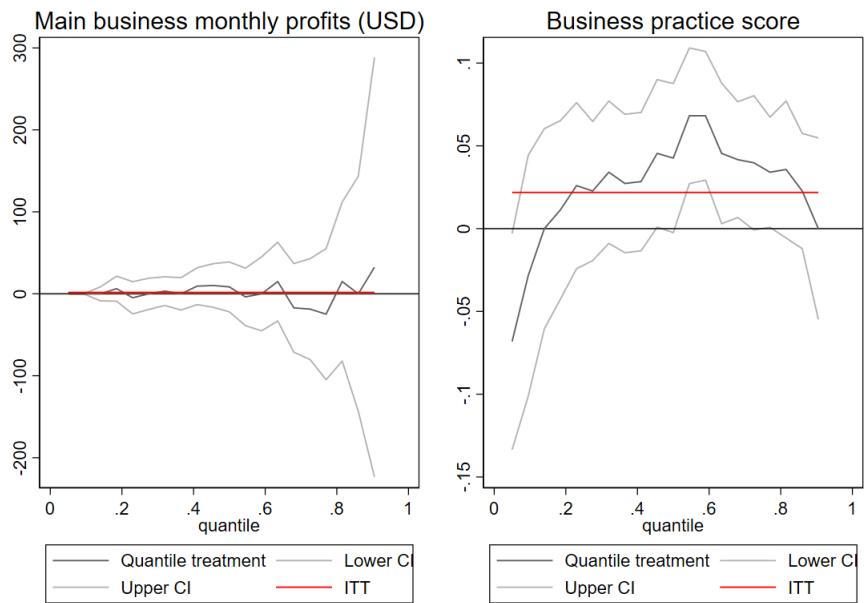 Main business monthly profits (USD)
300
200
100
0
-100
-200
0 .2 .4 .6 .8 1
quantile
Quantile treatment Lower CI
Upper CI ITT
Business practice score
.1
.05
0
-.05
-.1
-.15
0 .2 .4 .6 .8 1
quantile
Quantile treatment Lower CI
Upper CI ITT